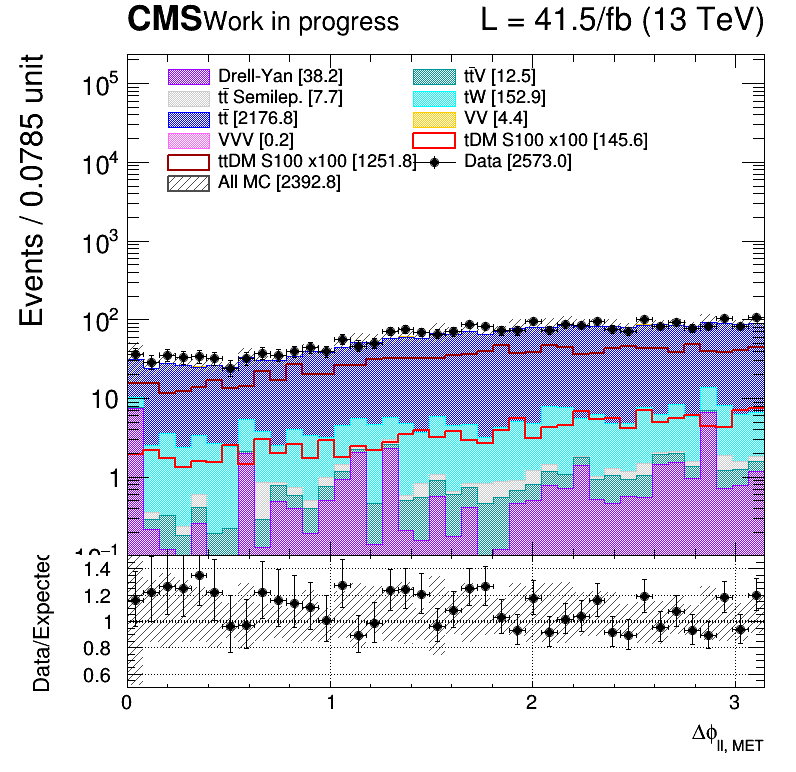 CMS Work in progress L = 41.5/fb (13 TeV)
Events / 0.0785 unit
10⁵
10⁴
10³
10²
10
1
10⁻¹
Drell-Yan [38.2]
tt̄V [12.5]
tt̄ Semilep. [7.7]
tW [152.9]
tt̄ [2176.8]
VV [4.4]
VVV [0.2]
tDM S100 x100 [145.6]
ttDM S100 x100 [1251.8]
Data [2573.0]
All MC [2392.8]
Data/Expected
1.4
1.2
1
0.8
0.6
0 1 2 3
Δϕll, MET